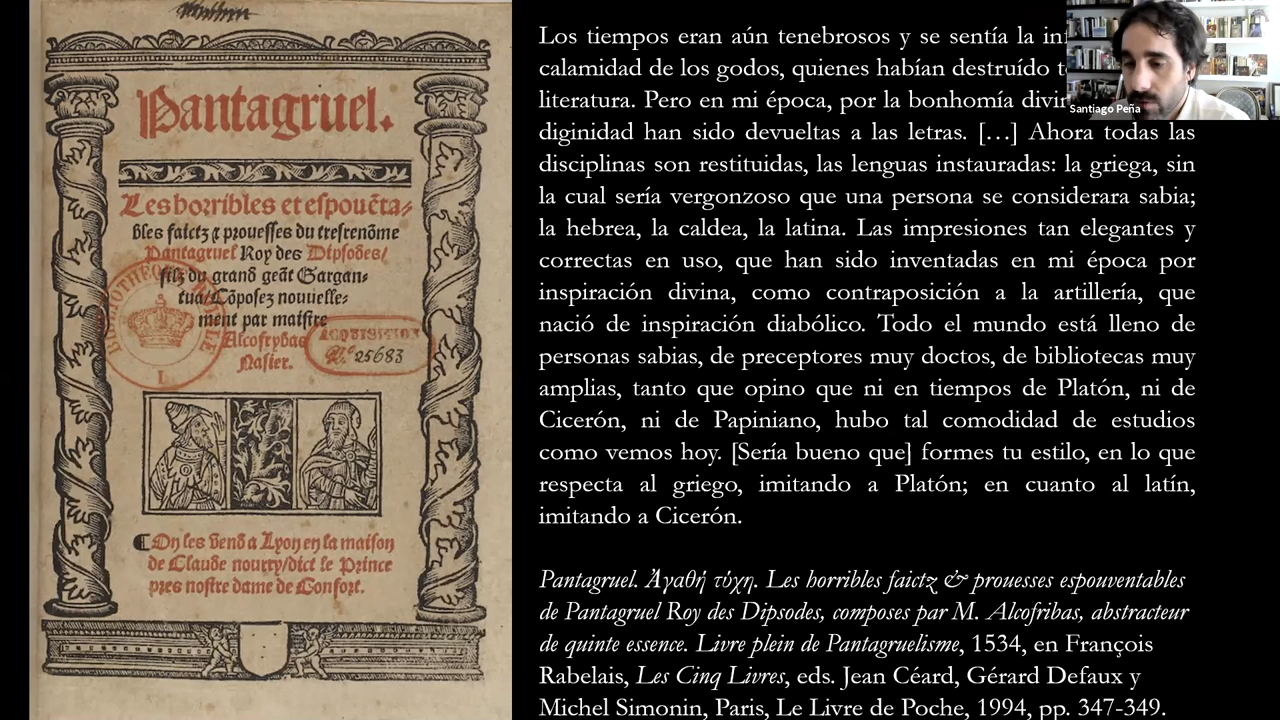 Pantagruel.
Les horribles et espouẽta-
bles faictz ⁊ prouesses du tresrenõme
Pantagruel Roy des Dipsodes/
filz du grand geãt Gargan-
tua/Cõposez nouuelle-
ment par maistre
Alcofrybas
Nasier.
ACQUISITION
Nº. 25683
¶On les vend a Lyon en la maison
de Claude nourry/dict le Prince
pres nostre dame de Confort.
Los tiempos eran aún tenebrosos y se sentía la
calamidad de los godos, quienes habían destruído
literatura. Pero en mi época, por la bonhomía
Santiago Peña
diginidad han sido devueltas a las letras. […] Ahora todas las
disciplinas son restituidas, las lenguas instauradas: la griega, sin
la cual sería vergonzoso que una persona se considerara sabia;
la hebrea, la caldea, la latina. Las impresiones tan elegantes y
correctas en uso, que han sido inventadas en mi época por
inspiración divina, como contraposición a la artillería, que
nació de inspiración diabólico. Todo el mundo está lleno de
personas sabias, de preceptores muy doctos, de bibliotecas muy
amplias, tanto que opino que ni en tiempos de Platón, ni de
Cicerón, ni de Papiniano, hubo tal comodidad de estudios
como vemos hoy. [Sería bueno que] formes tu estilo, en lo que
respecta al griego, imitando a Platón; en cuanto al latín,
imitando a Cicerón.
Pantagruel. Ἀγαθή τύχη. Les horribles faictz & prouesses espouventables
de Pantagruel Roy des Dipsodes, composes par M. Alcofribas, abstracteur
de quinte essence. Livre plein de Pantagruelisme, 1534, en François
Rabelais, Les Cinq Livres, eds. Jean Céard, Gérard Defaux y
Michel Simonin, Paris, Le Livre de Poche, 1994, pp. 347-349.